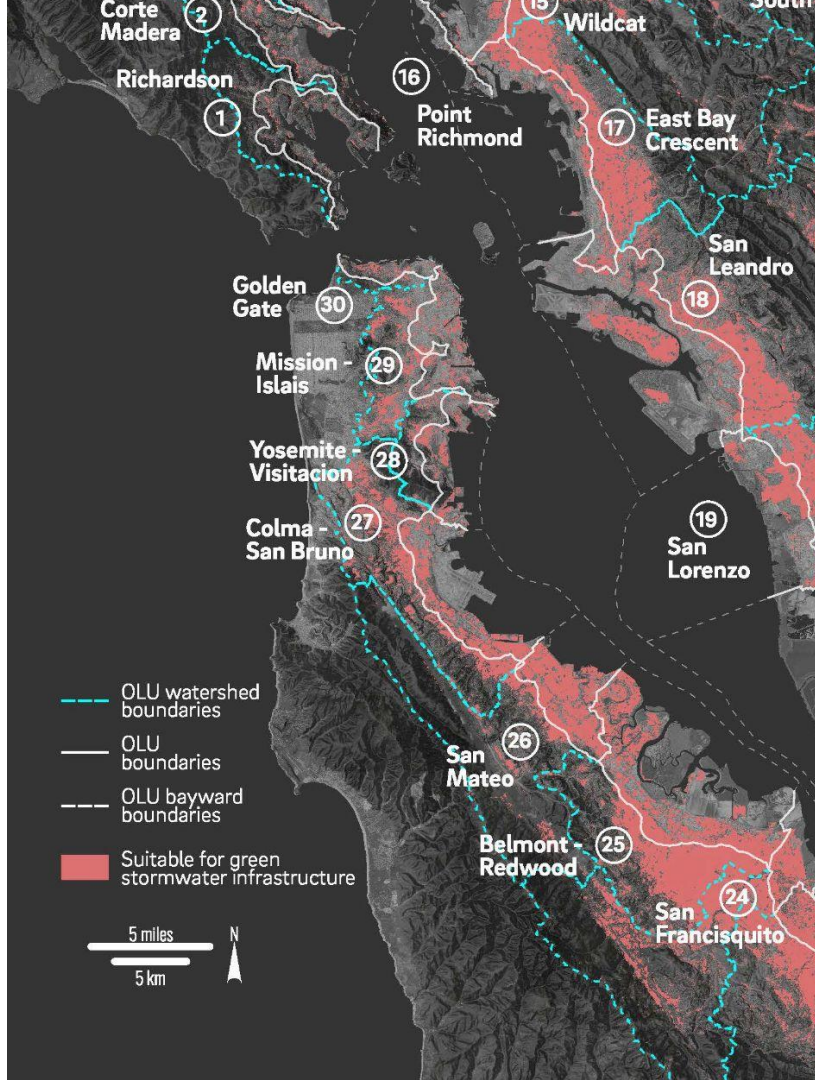 2
Corte
Madera
15
Wildcat
South
Richardson
1
16
Point
Richmond
17
East Bay
Crescent
San
Leandro
18
Golden
Gate
30
Mission -
Islais
29
Yosemite -
Visitacion
28
27
Colma -
San Bruno
19
San
Lorenzo
OLU watershed
boundaries
OLU
boundaries
OLU bayward
boundaries
Suitable for green
stormwater infrastructure
5 miles
5 km
N
26
San
Mateo
25
Belmont -
Redwood
24
San
Francisquito